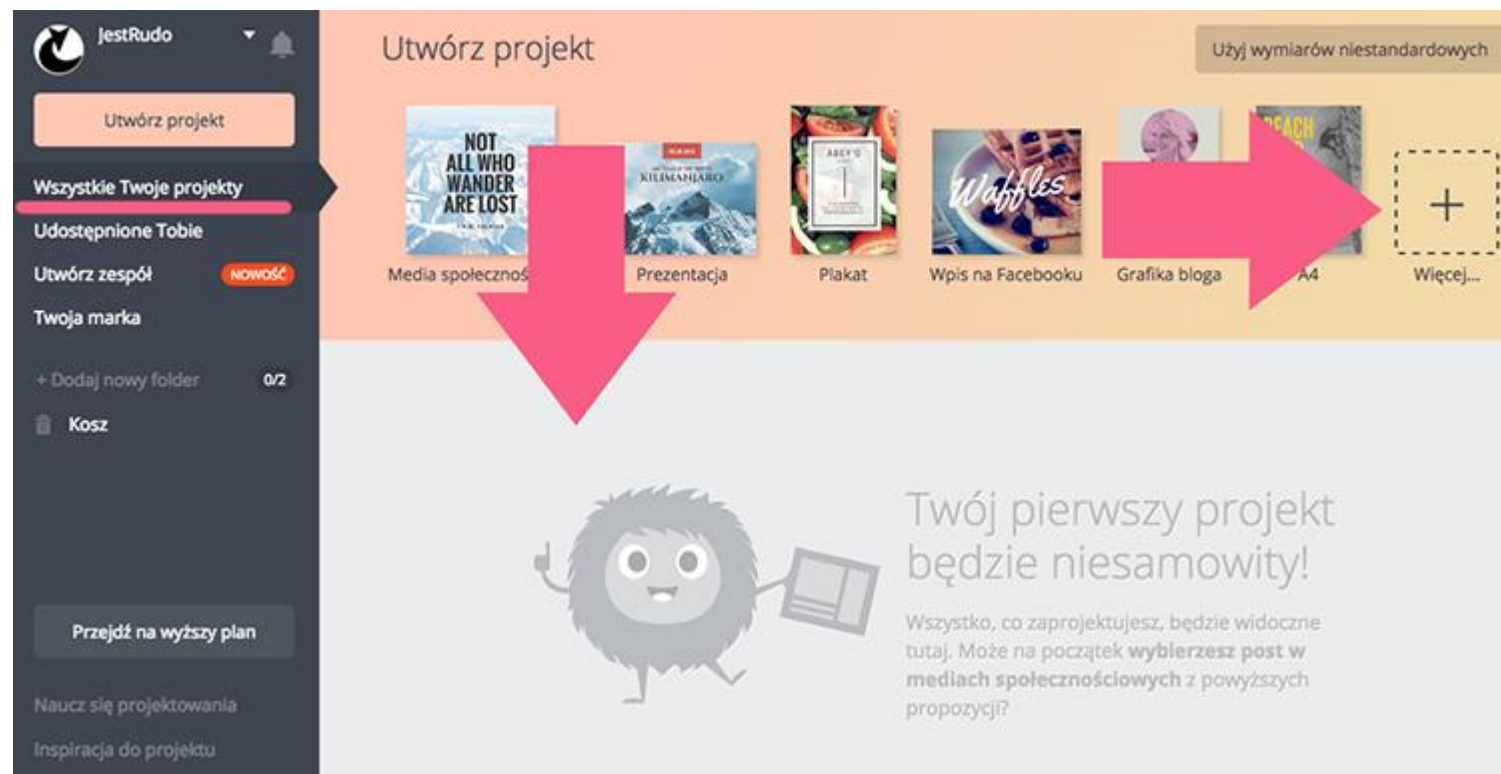 JestRudo
Utwórz projekt
Wszystkie Twoje projekty
Udostępnione Tobie
Utwórz zespół NOWOŚĆ
Twoja marka
+ Dodaj nowy folder 0/2
Kosz
Przejdź na wyższy plan
Naucz się projektowania
Inspiracja do projektu
Utwórz projekt
Użyj wymiarów niestandardowych
NOT
ALL WHO
WANDER
ARE LOST
KILIMANJARO
ABCY'S
Waffles
Media społecznoś
Prezentacja
Plakat
Wpis na Facebooku
Grafika bloga
A4
Więcej...
Twój pierwszy projekt
będzie niesamowity!
Wszystko, co zaprojektujesz, będzie widoczne
tutaj. Może na początek wybierzesz post w
mediach społecznościowych z powyższych
propozycji?